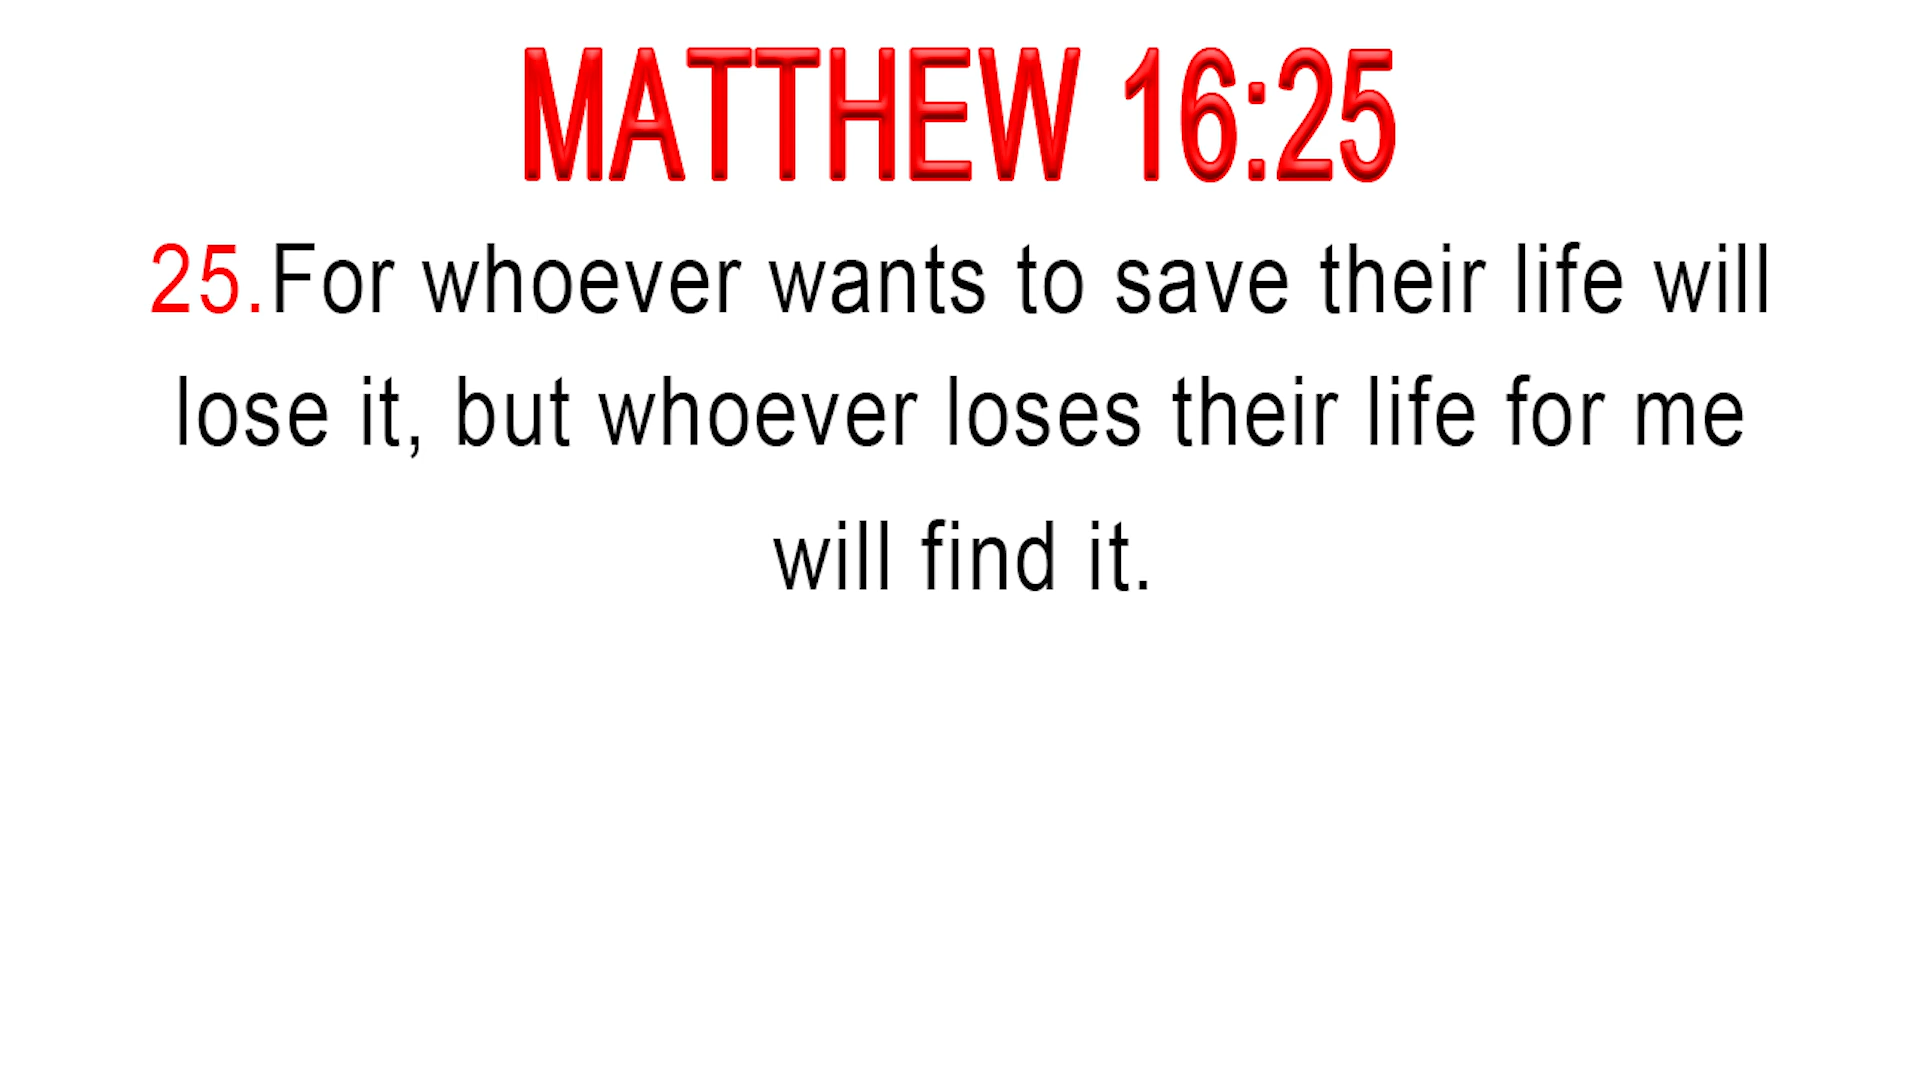 MATTHEW 16:25
25.For whoever wants to save their life will
lose it, but whoever loses their life for me
will find it.